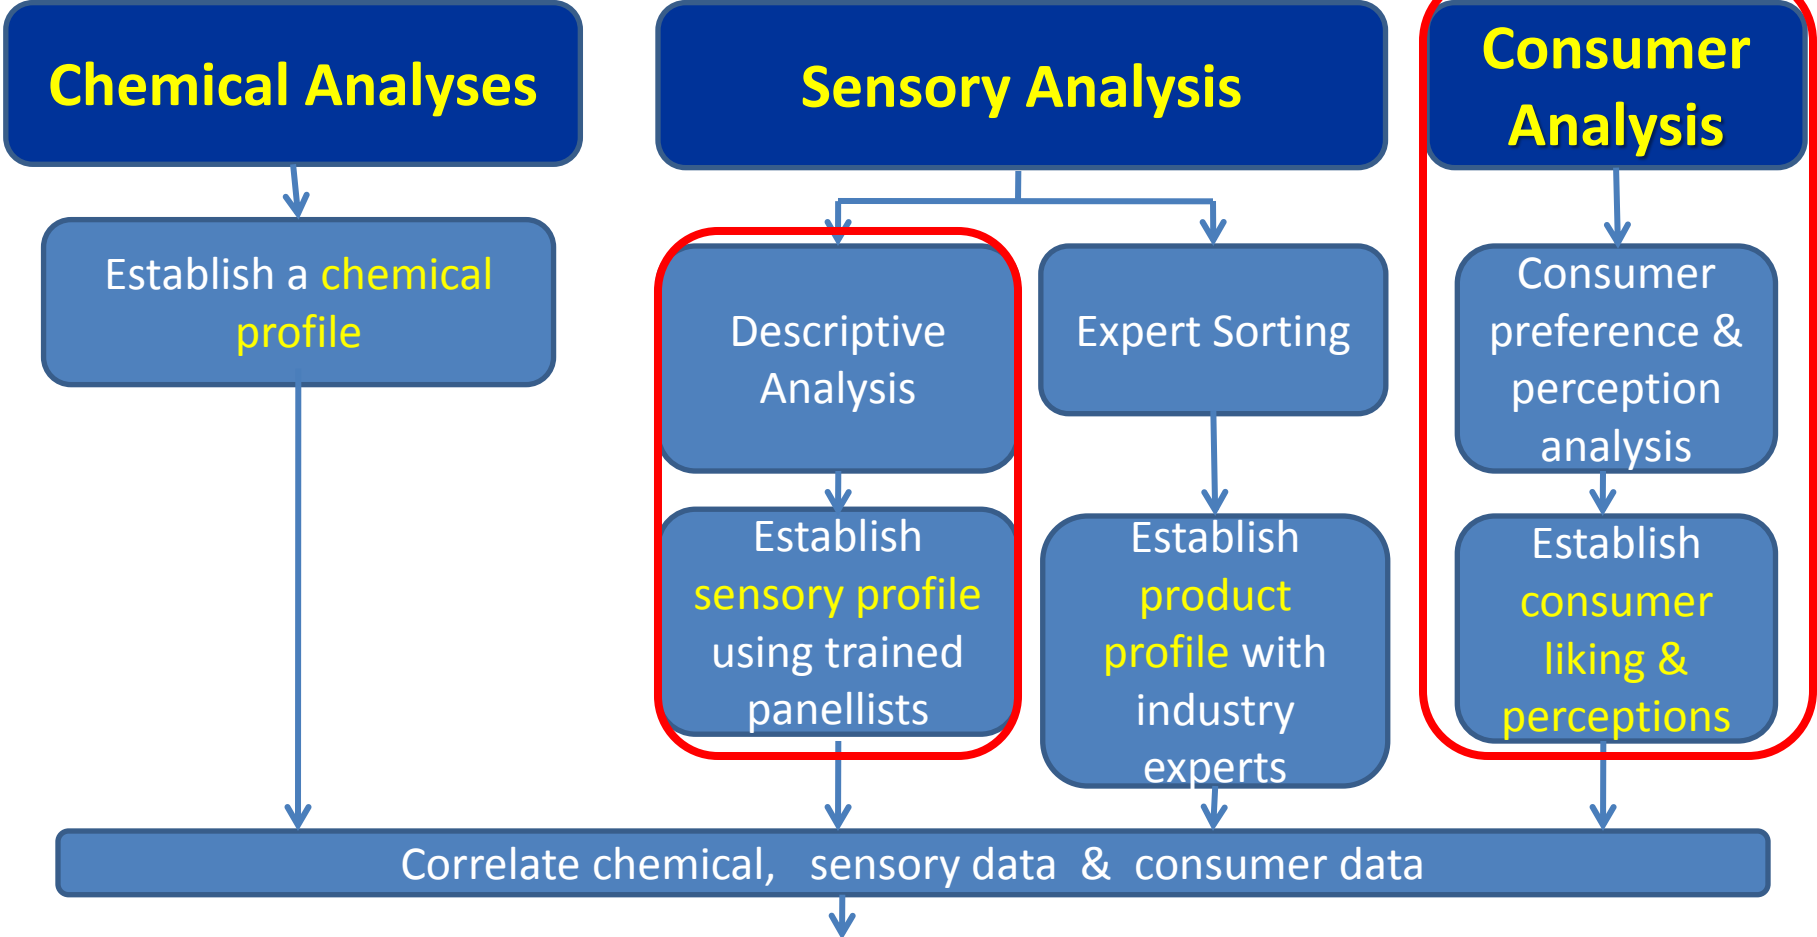 Chemical Analyses
Establish a chemical
profile
Sensory Analysis
Descriptive
Analysis
Establish
sensory profile
using trained
panellists
Expert Sorting
Establish
product
profile with
industry
experts
Consumer
Analysis
Consumer
preference &
perception
analysis
Establish
consumer
liking &
perceptions
Correlate chemical, sensory data & consumer data